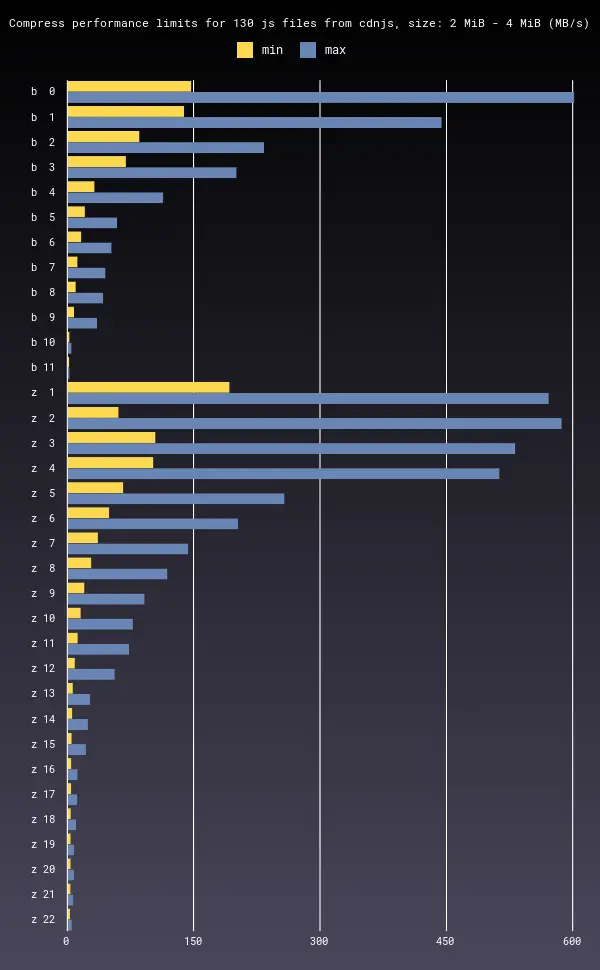 Compress performance limits for 130 js files from cdnjs, size: 2 MiB - 4 MiB (MB/s)
min max
b 0
b 1
b 2
b 3
b 4
b 5
b 6
b 7
b 8
b 9
b 10
b 11
z 1
z 2
z 3
z 4
z 5
z 6
z 7
z 8
z 9
z 10
z 11
z 12
z 13
z 14
z 15
z 16
z 17
z 18
z 19
z 20
z 21
z 22
0 150 300 450 600